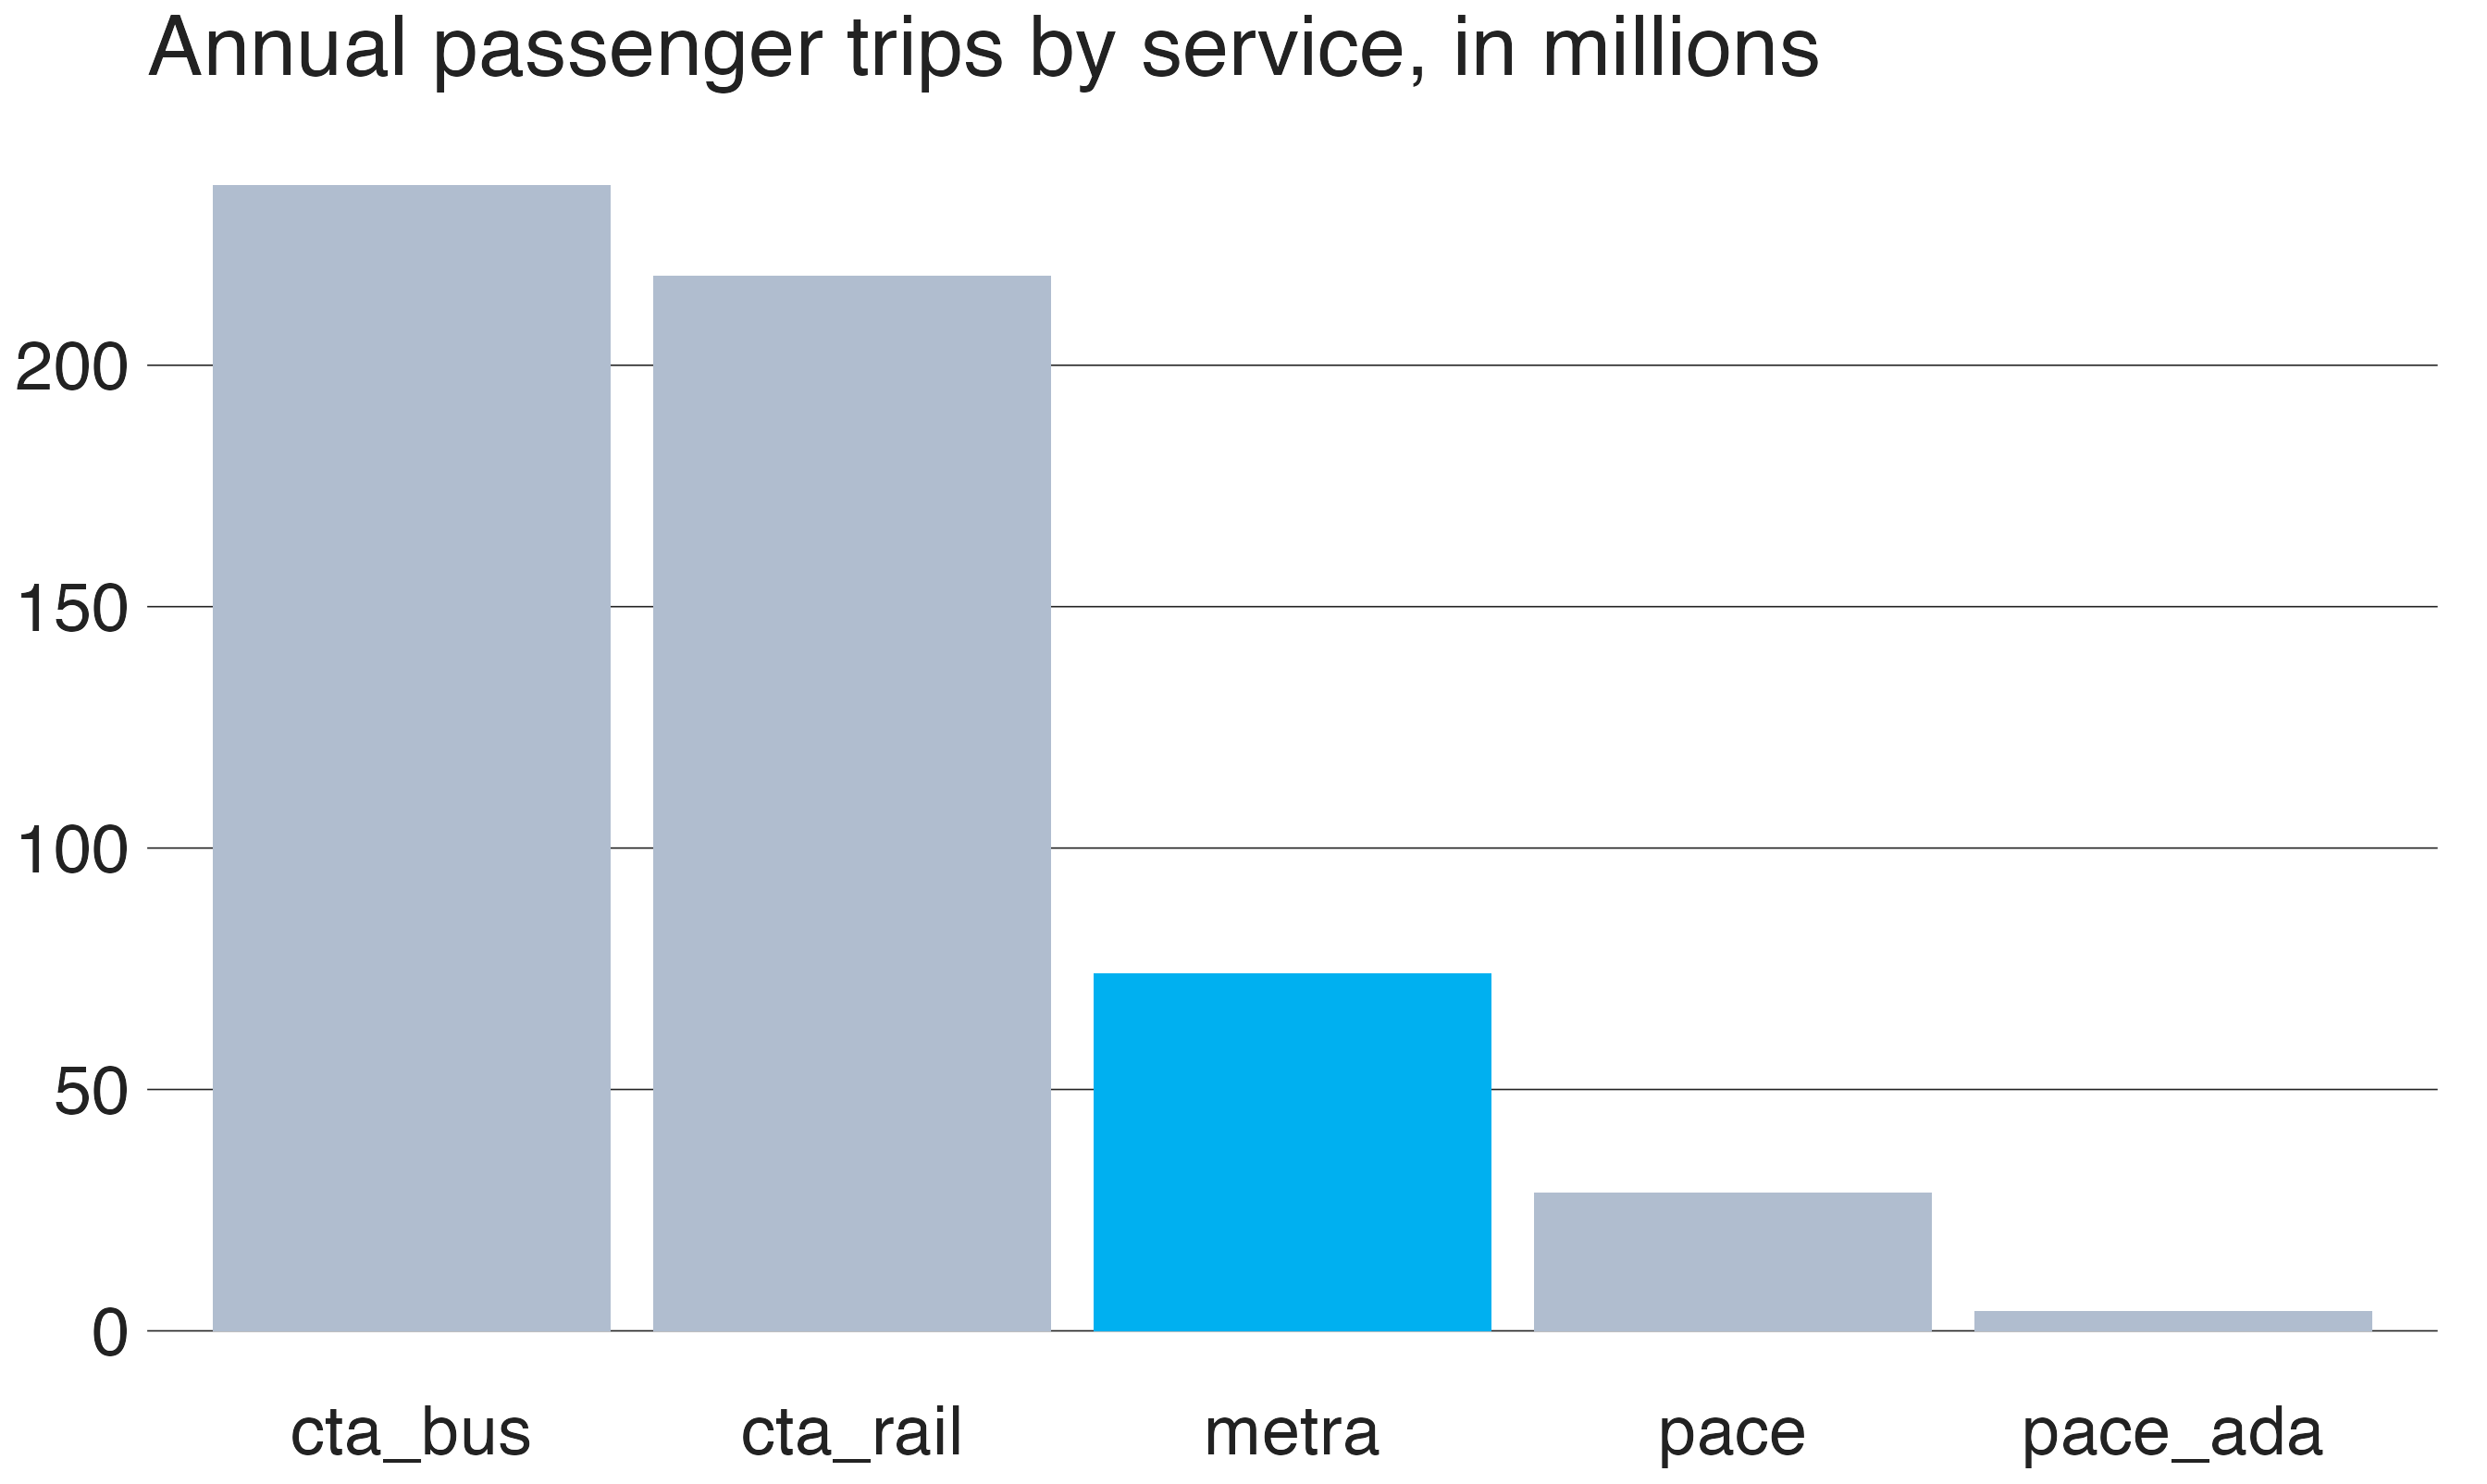 Annual passenger trips by service, in millions
200
150
100
50
0
cta_bus cta_rail metra pace pace_ada